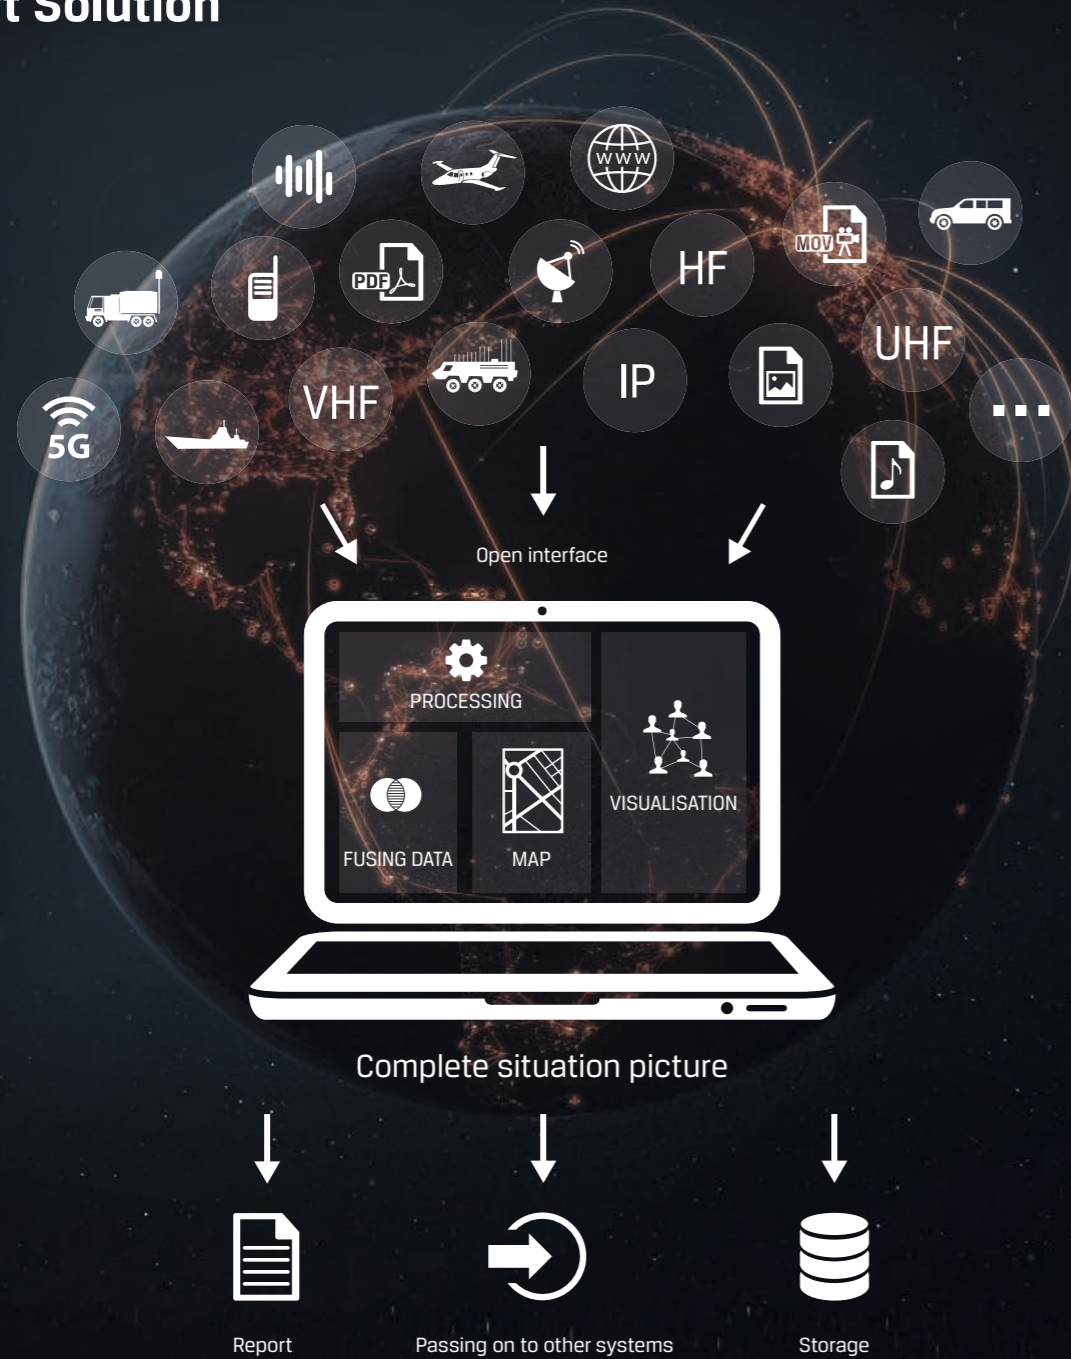 t Solution
WWW
MOV
PDF
HF
UHF
VHF
IP
5G
...
Open interface
PROCESSING
FUSING DATA
MAP
VISUALISATION
Complete situation picture
Report
Passing on to other systems
Storage